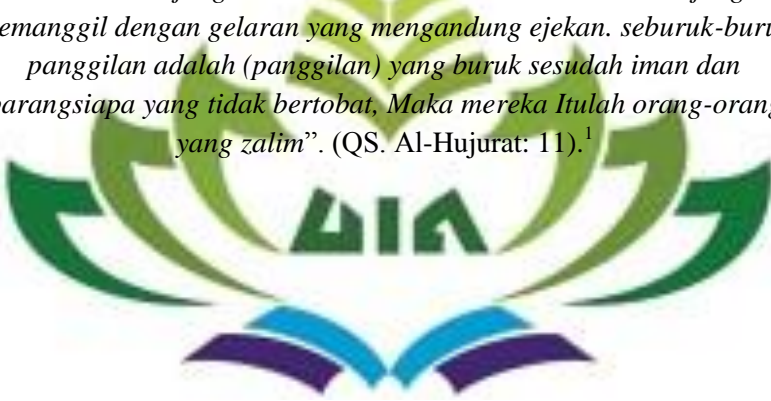 memanggil dengan gelaran yang mengandung ejekan. seburuk-buruk
panggilan adalah (panggilan) yang buruk sesudah iman dan
barangsiapa yang tidak bertobat, Maka mereka Itulah orang-orang
yang zalim”. (QS. Al-Hujurat: 11).1
UIN